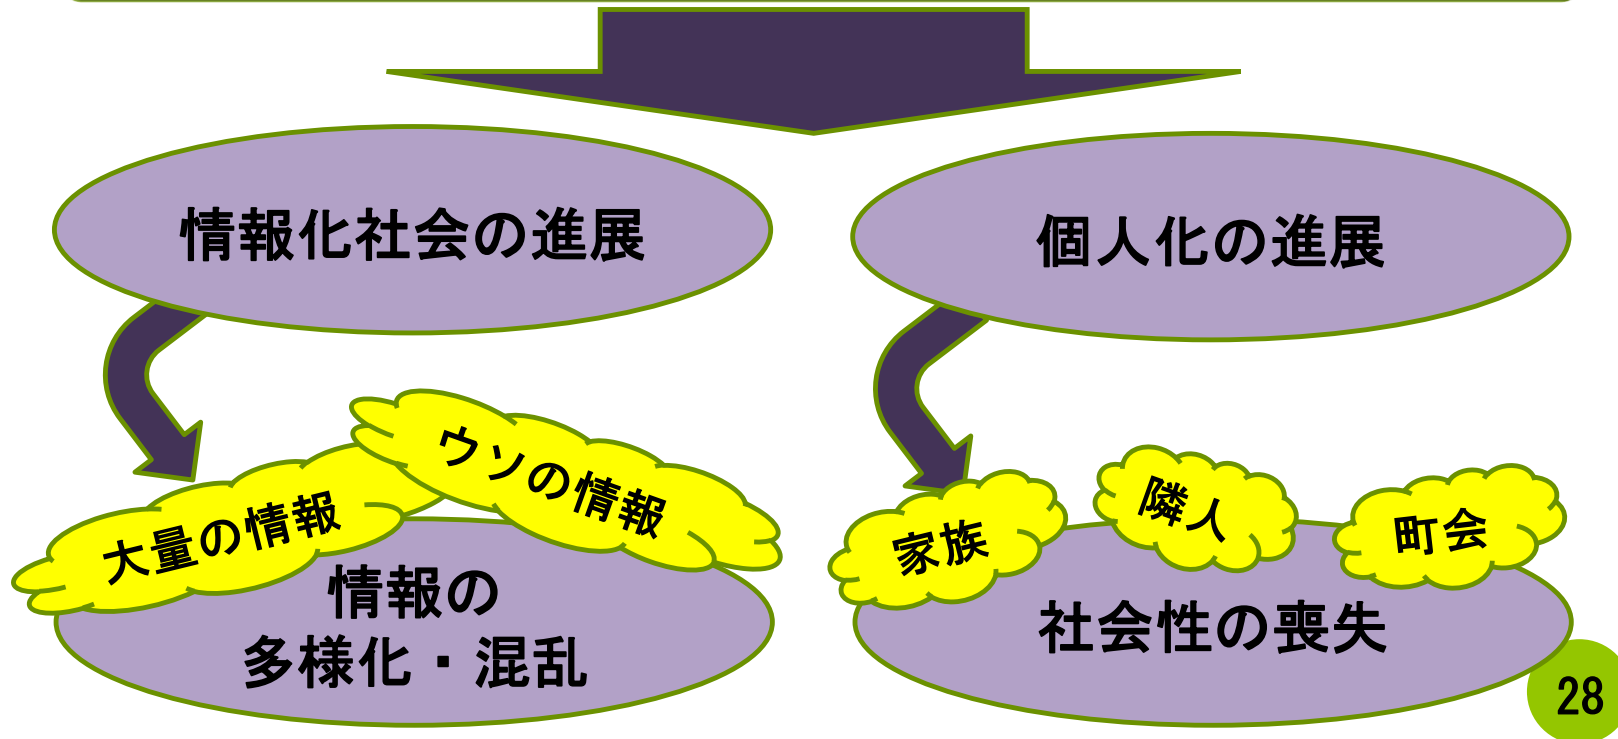 情報化社会の進展
個人化の進展
ウソの情報
大量の情報
隣人
家族
町会
情報の
多様化・混乱
社会性の喪失
28